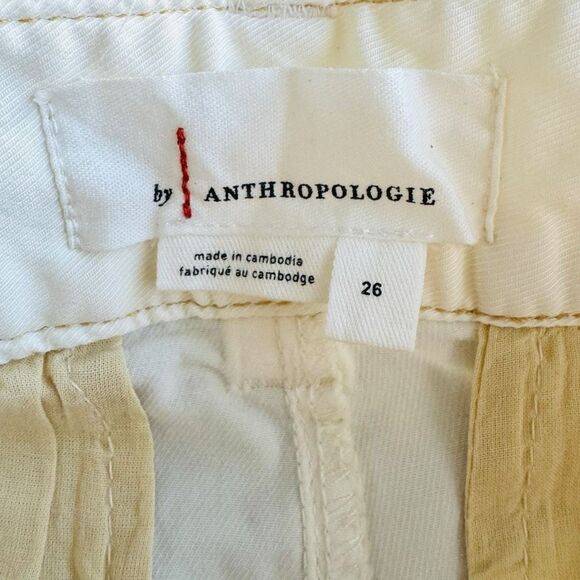 by ANTHROPOLOGIE
made in cambodia
fabriqué au cambodge
26